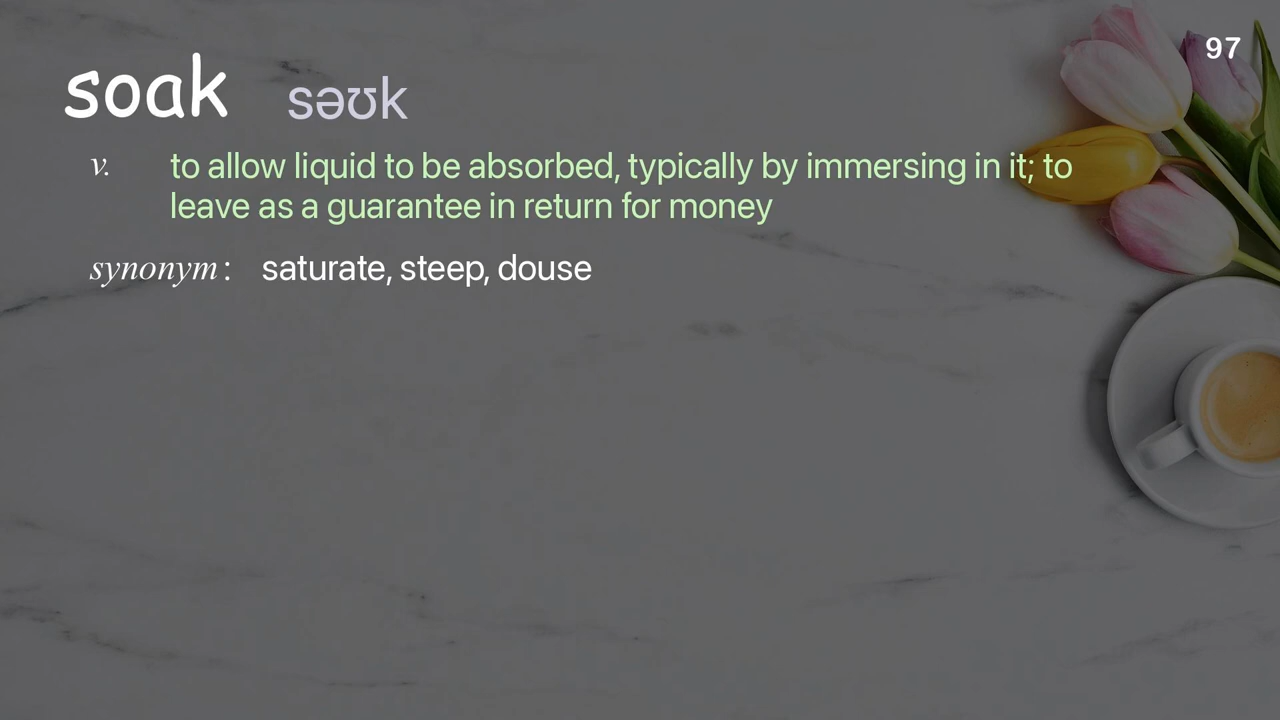 97
soak səʊk
v. to allow liquid to be absorbed, typically by immersing in it; to
leave as a guarantee in return for money
synonym: saturate, steep, douse